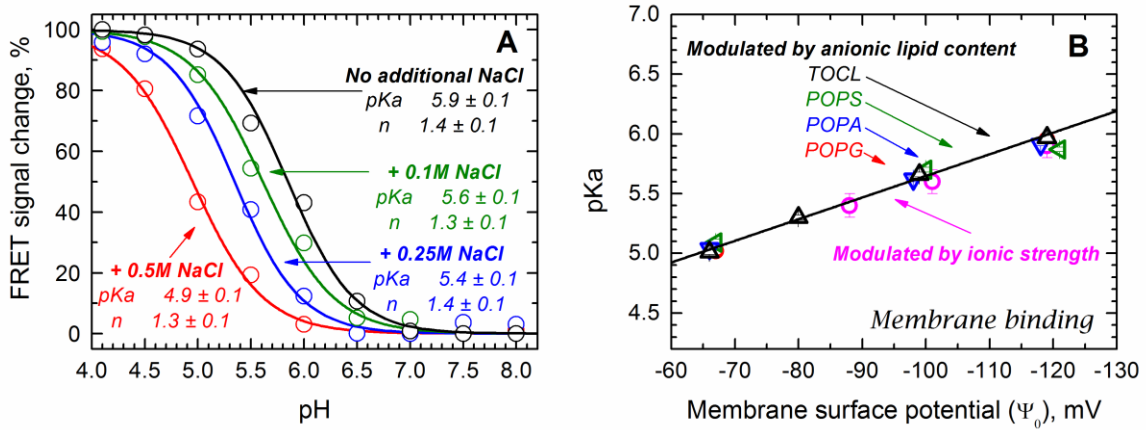 A
FRET signal change, %
100
80
60
40
20
0
No additional NaCl
pKa 5.9 ± 0.1
n 1.4 ± 0.1
+ 0.1M NaCl
pKa 5.6 ± 0.1
n 1.3 ± 0.1
+ 0.25M NaCl
pKa 5.4 ± 0.1
n 1.4 ± 0.1
+ 0.5M NaCl
pKa 4.9 ± 0.1
n 1.3 ± 0.1
4.0 4.5 5.0 5.5 6.0 6.5 7.0 7.5 8.0
pH
B
pKa
7.0
6.5
6.0
5.5
5.0
4.5
Modulated by anionic lipid content
TOCL
POPS
POPA
POPG
Modulated by ionic strength
Membrane binding
-60 -70 -80 -90 -100 -110 -120 -130
Membrane surface potential (Ψ₀), mV